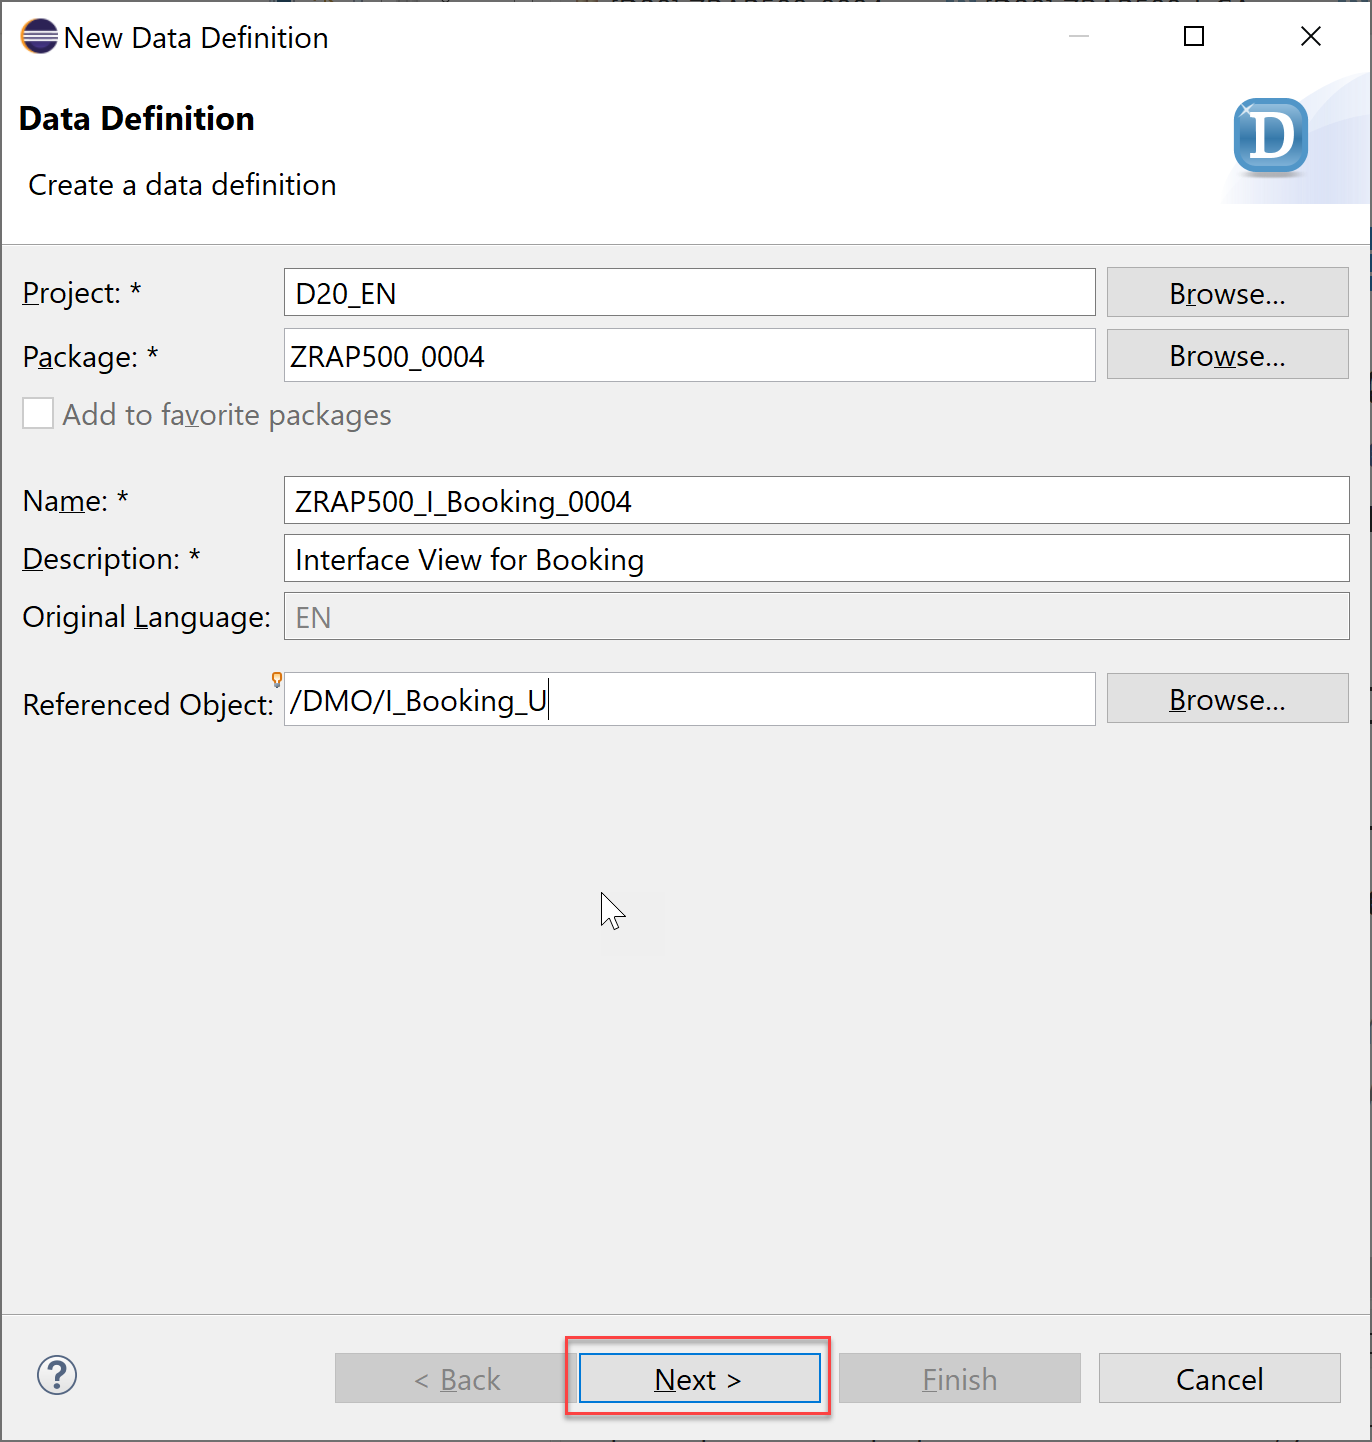 New Data Definition
Data Definition
D
Create a data definition
Project: * D20_EN Browse...
Package: * ZRAP500_0004 Browse...
Add to favorite packages
Name: * ZRAP500_I_Booking_0004
Description: * Interface View for Booking
Original Language: EN
Referenced Object: /DMO/I_Booking_U Browse...
? < Back Next > Finish Cancel